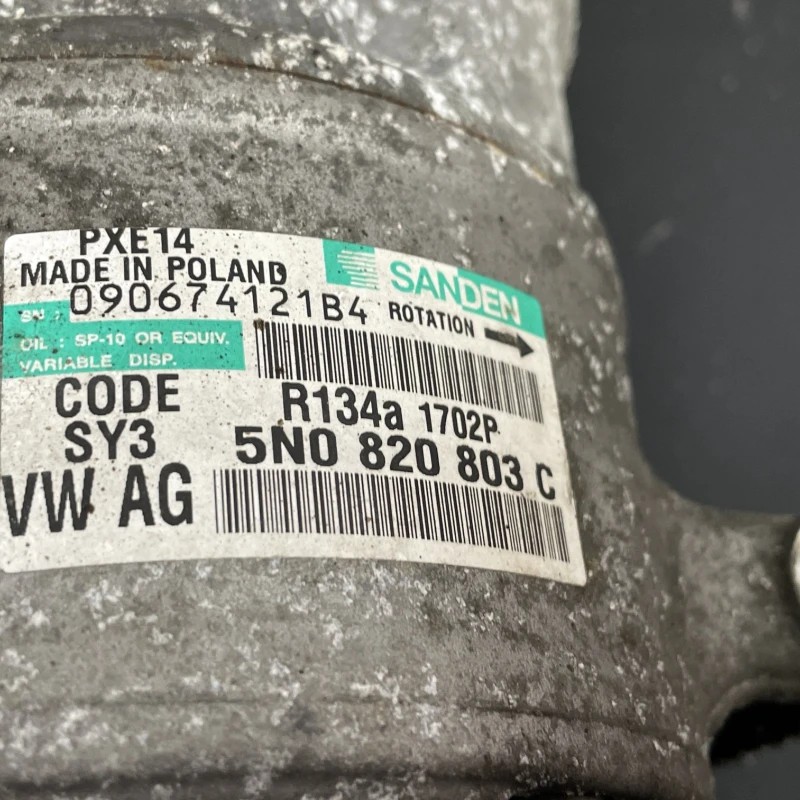 PXE14
MADE IN POLAND
SANDEN
SN 090674121B4
ROTATION
OIL : SP-10 OR EQUIV.
VARIABLE DISP.
CODE
SY3
R134a 1702P
5N0 820 803 C
VW AG